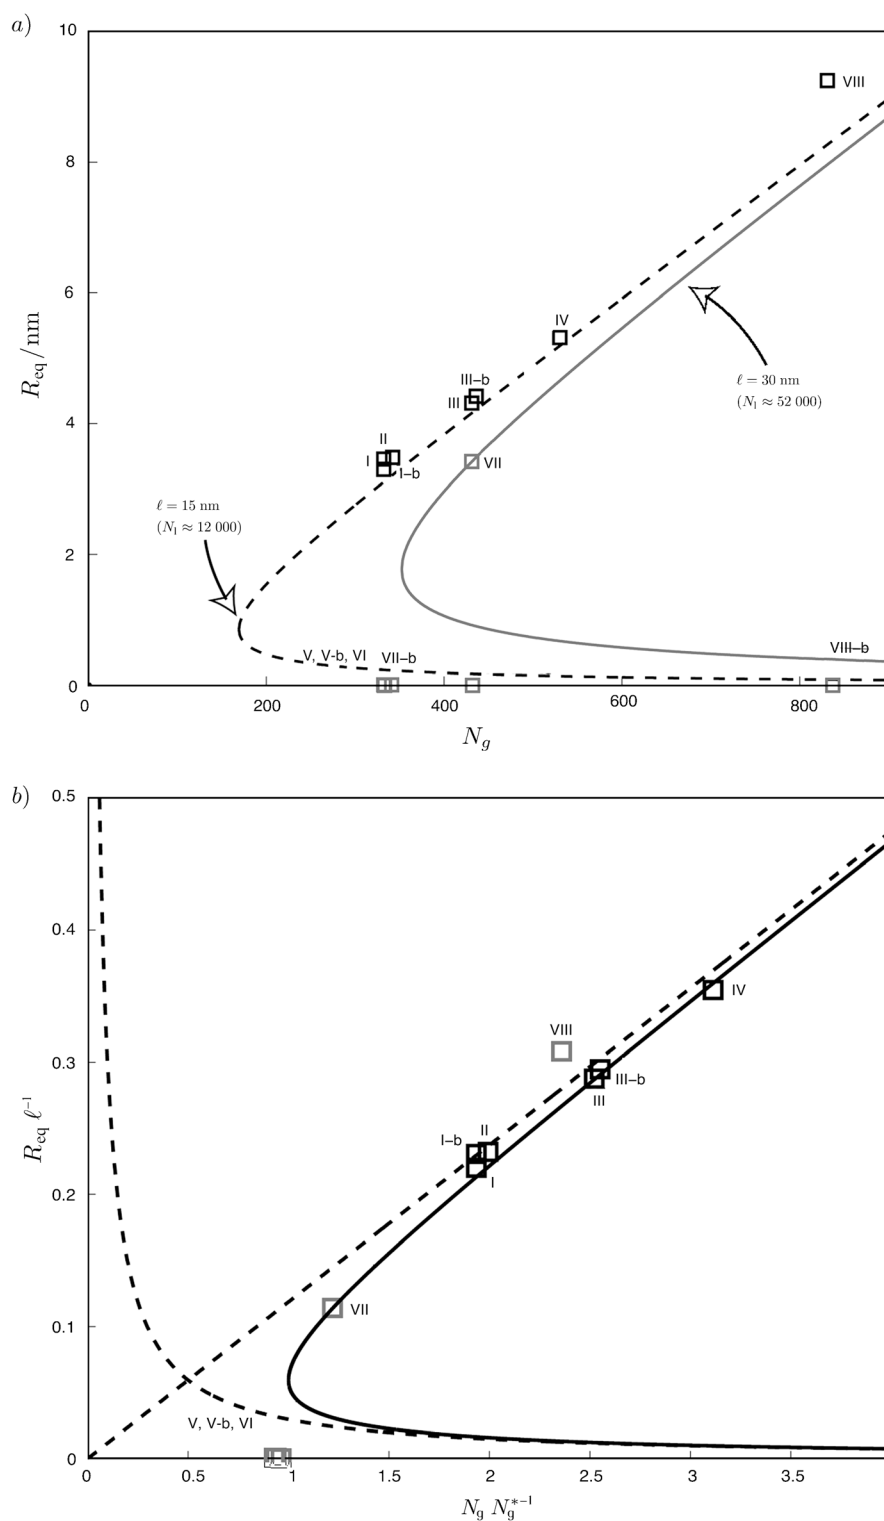 a)
10
VIII
8
6
IV
R_eq/nm
III–b
ℓ = 30 nm
III
(N_l ≈ 52 000)
4
II
I
VII
I–b
ℓ = 15 nm
(N_l ≈ 12 000)
2
V, V-b, VI
VII–b
VIII–b
0
0
200
400
600
800
N_g
b)
0.5
0.4
IV
VIII
0.3
III–b
R_eq ℓ⁻¹
III
II
I–b
I
0.2
VII
0.1
V, V-b, VI
0
0
0.5
1
1.5
2
2.5
3
3.5
N_g N_g*⁻¹